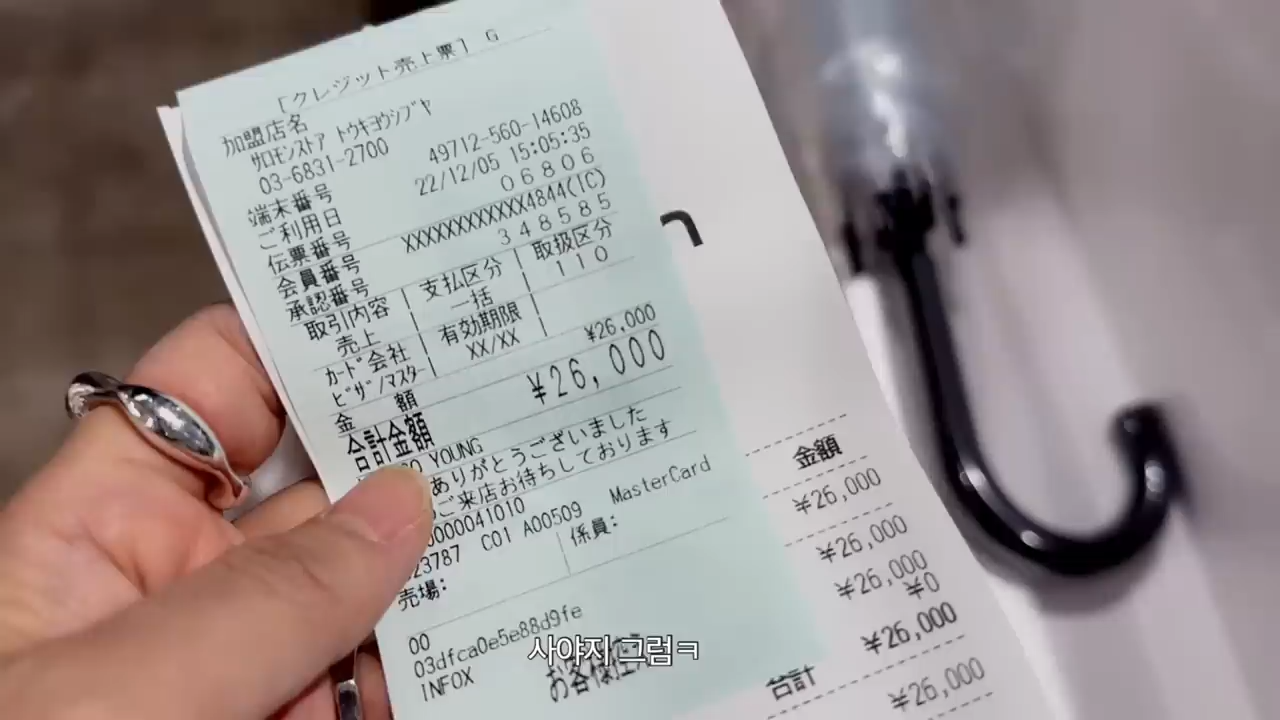 [クレジット売上票] G
加盟店名
サロモンストア トウキヨウシブヤ
03-6831-2700
端末番号 49712-560-14608
ご利用日 22/12/05 15:05:35
伝票番号 06806
会員番号 XXXXXXXXXXXX4844(IC)
承認番号 348585
取引内容 支払区分 取扱区分
売上 一括 110
カード会社 有効期限
ビザ/マスター XX/XX
金 額 ¥26,000
合計金額 ¥26,000
YOUNG
ありがとうございました
ご来店お待ちしております
0000041010 MasterCard
23787 C01 A00509
売場: 係員:
00
03dfca0e5e88d9fe
INFOX
金額
¥26,000
¥26,000
¥26,000
¥0
¥26,000
合計
¥26,000
사야지 그럼ㅋ